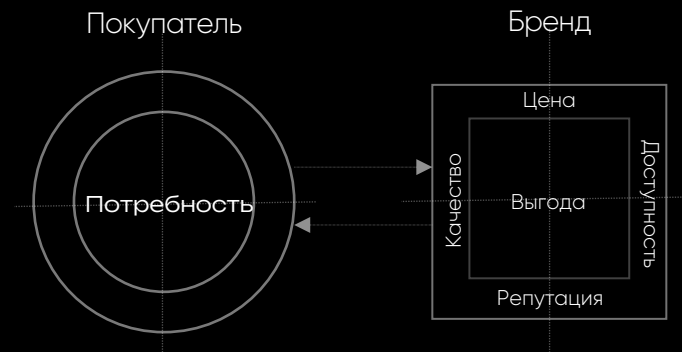 Покупатель
Бренд
Потребность
Цена
Качество
Выгода
Доступность
Репутация